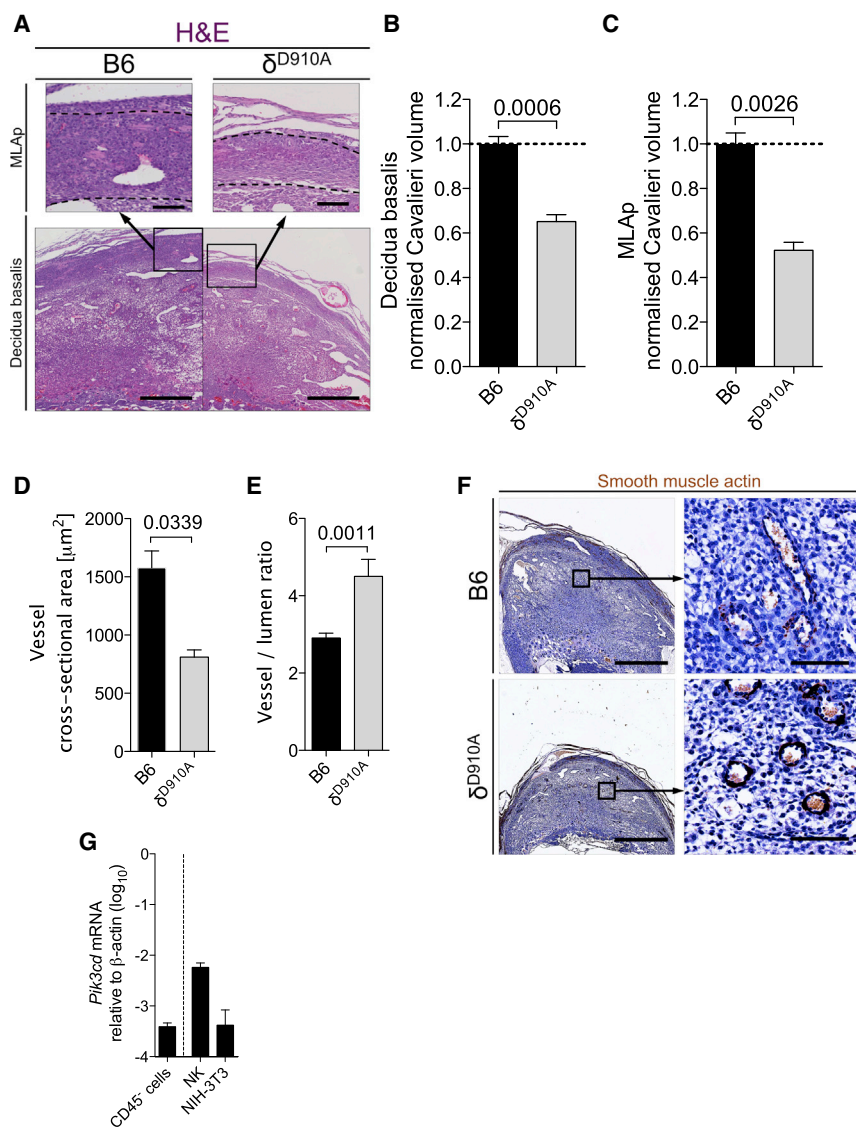 A
H&E
B6
δD910A
MLAp
Decidua basalis
B
Decidua basalis
normalised Cavalieri volume
1.2
1.0
0.8
0.6
0.4
0.2
0.0
0.0006
B6
δD910A
C
MLAp
normalised Cavalieri volume
1.2
1.0
0.8
0.6
0.4
0.2
0.0
0.0026
B6
δD910A
D
Vessel
cross–sectional area [μm2]
2000
1500
1000
500
0
0.0339
B6
δD910A
E
Vessel / lumen ratio
6
4
2
0
0.0011
B6
δD910A
F
Smooth muscle actin
B6
δD910A
G
Pik3cd mRNA
relative to β-actin (log10)
0
-1
-2
-3
-4
CD45- cells
NK
NIH-3T3